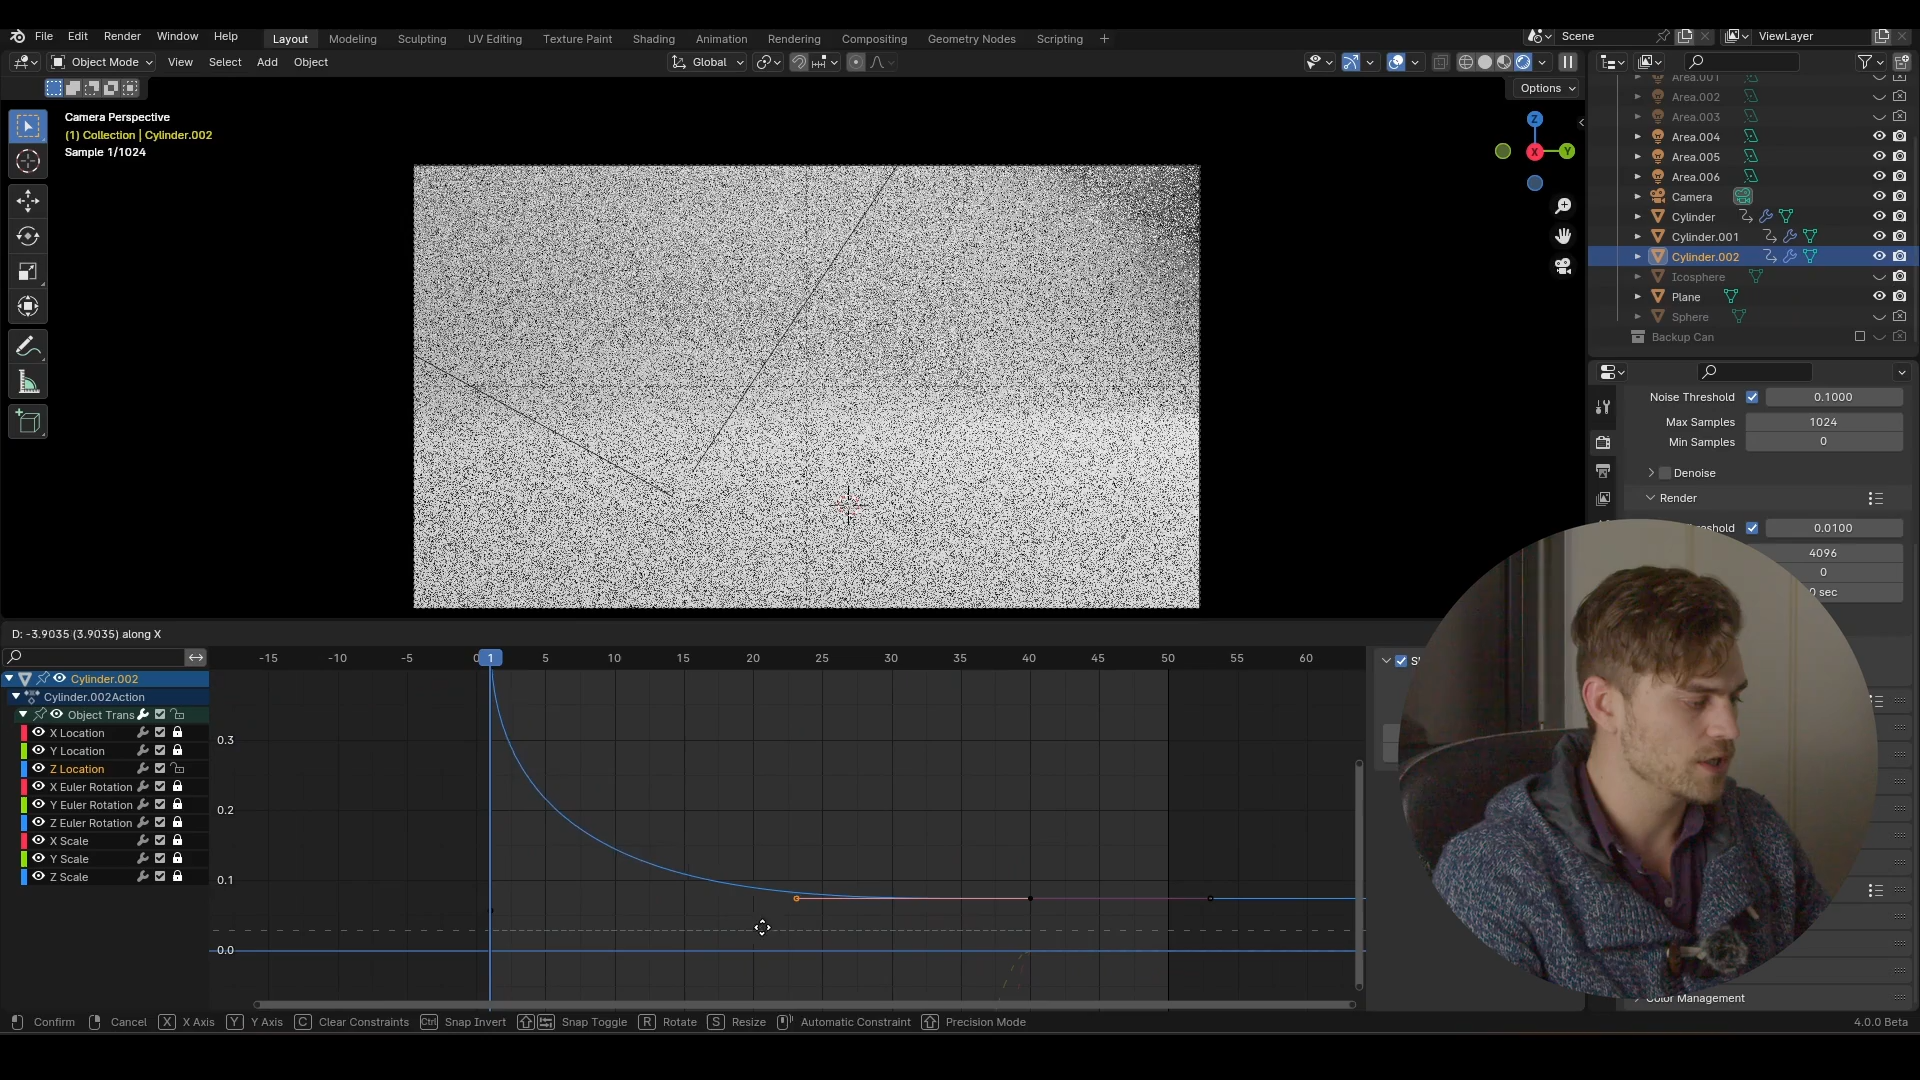 File Edit Render Window Help
Layout Modeling Sculpting UV Editing Texture Paint Shading Animation Rendering Compositing Geometry Nodes Scripting +
Scene ViewLayer
Object Mode View Select Add Object
Global
Options
Camera Perspective
(1) Collection | Cylinder.002
Sample 1/1024
Z
X Y
Area.001
Area.002
Area.003
Area.004
Area.005
Area.006
Camera
Cylinder
Cylinder.001
Cylinder.002
Icosphere
Plane
Sphere
Backup Can
Noise Threshold 0.1000
Max Samples 1024
Min Samples 0
Denoise
Render
0.0100
4096
0
0 sec
D: -3.9035 (3.9035) along X
-15 -10 -5 0 1 5 10 15 20 25 30 35 40 45 50 55 60
Cylinder.002
Cylinder.002Action
Object Trans
X Location
Y Location
Z Location
X Euler Rotation
Y Euler Rotation
Z Euler Rotation
X Scale
Y Scale
Z Scale
0.3
0.2
0.1
0.0
Color Management
Confirm Cancel X X Axis Y Y Axis C Clear Constraints Ctrl Snap Invert Snap Toggle R Rotate S Resize Automatic Constraint Precision Mode
4.0.0 Beta